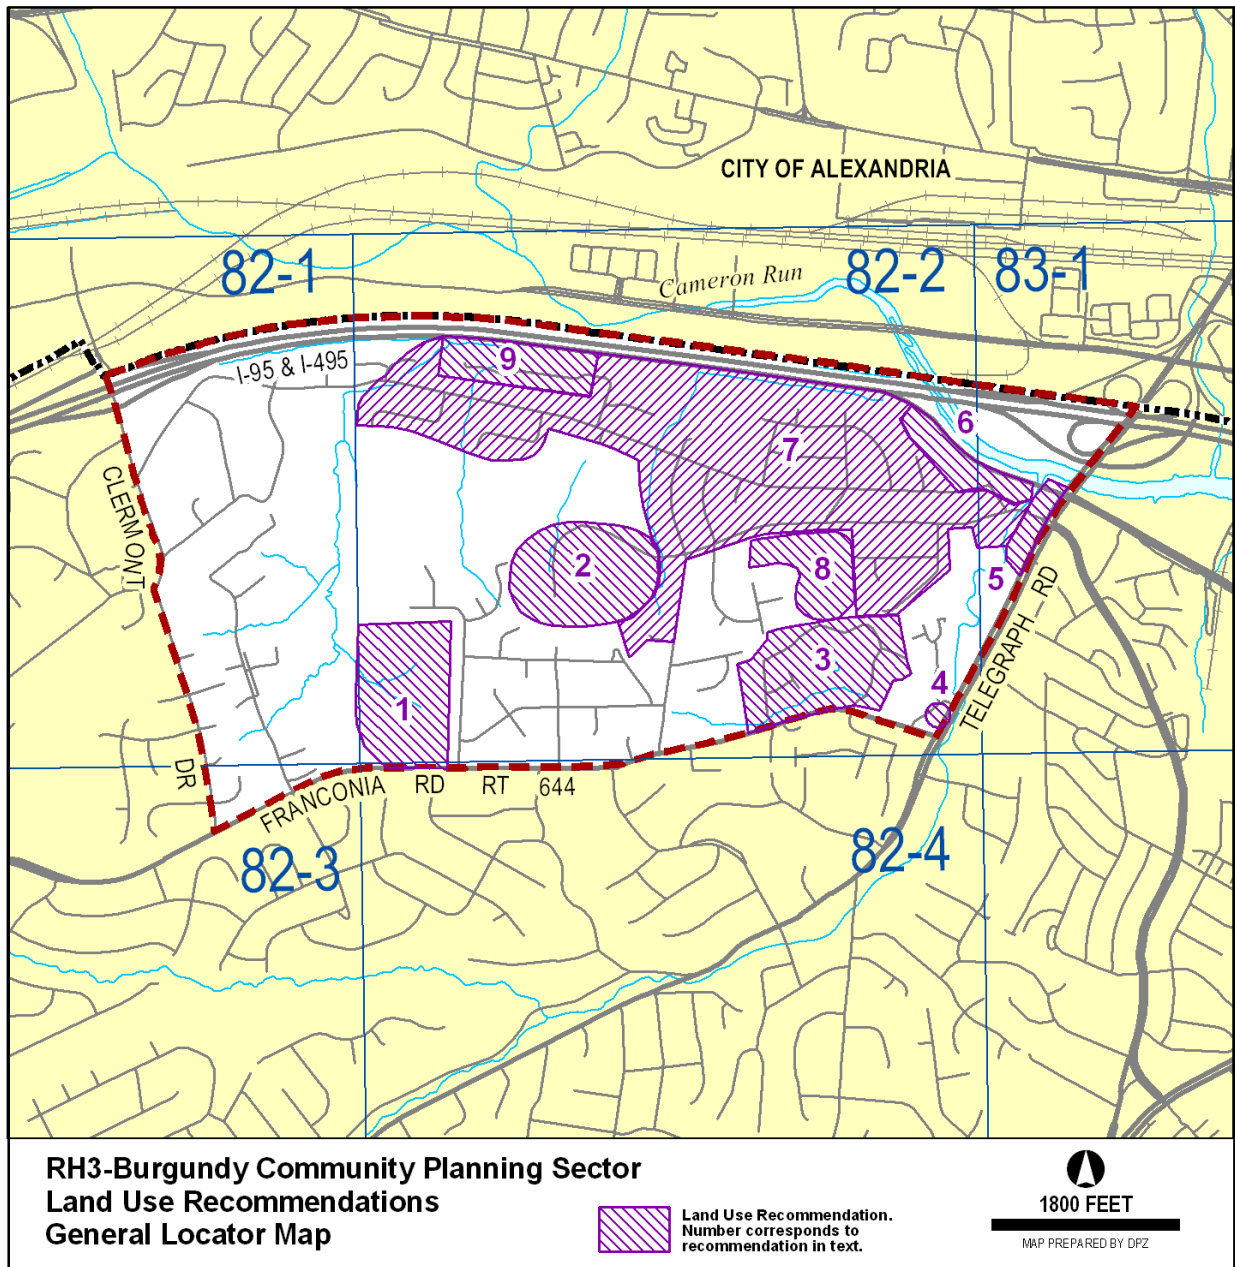 CITY OF ALEXANDRIA
82-1
82-2
83-1
Cameron Run
I-95 & I-495
9
6
7
CLERMONT
2
8
5
TELEGRAPH RD
3
4
1
DR
FRANCONIA RD RT 644
82-3
82-4
RH3-Burgundy Community Planning Sector
Land Use Recommendations
General Locator Map
Land Use Recommendation.
Number corresponds to
recommendation in text.
1800 FEET
MAP PREPARED BY DPZ